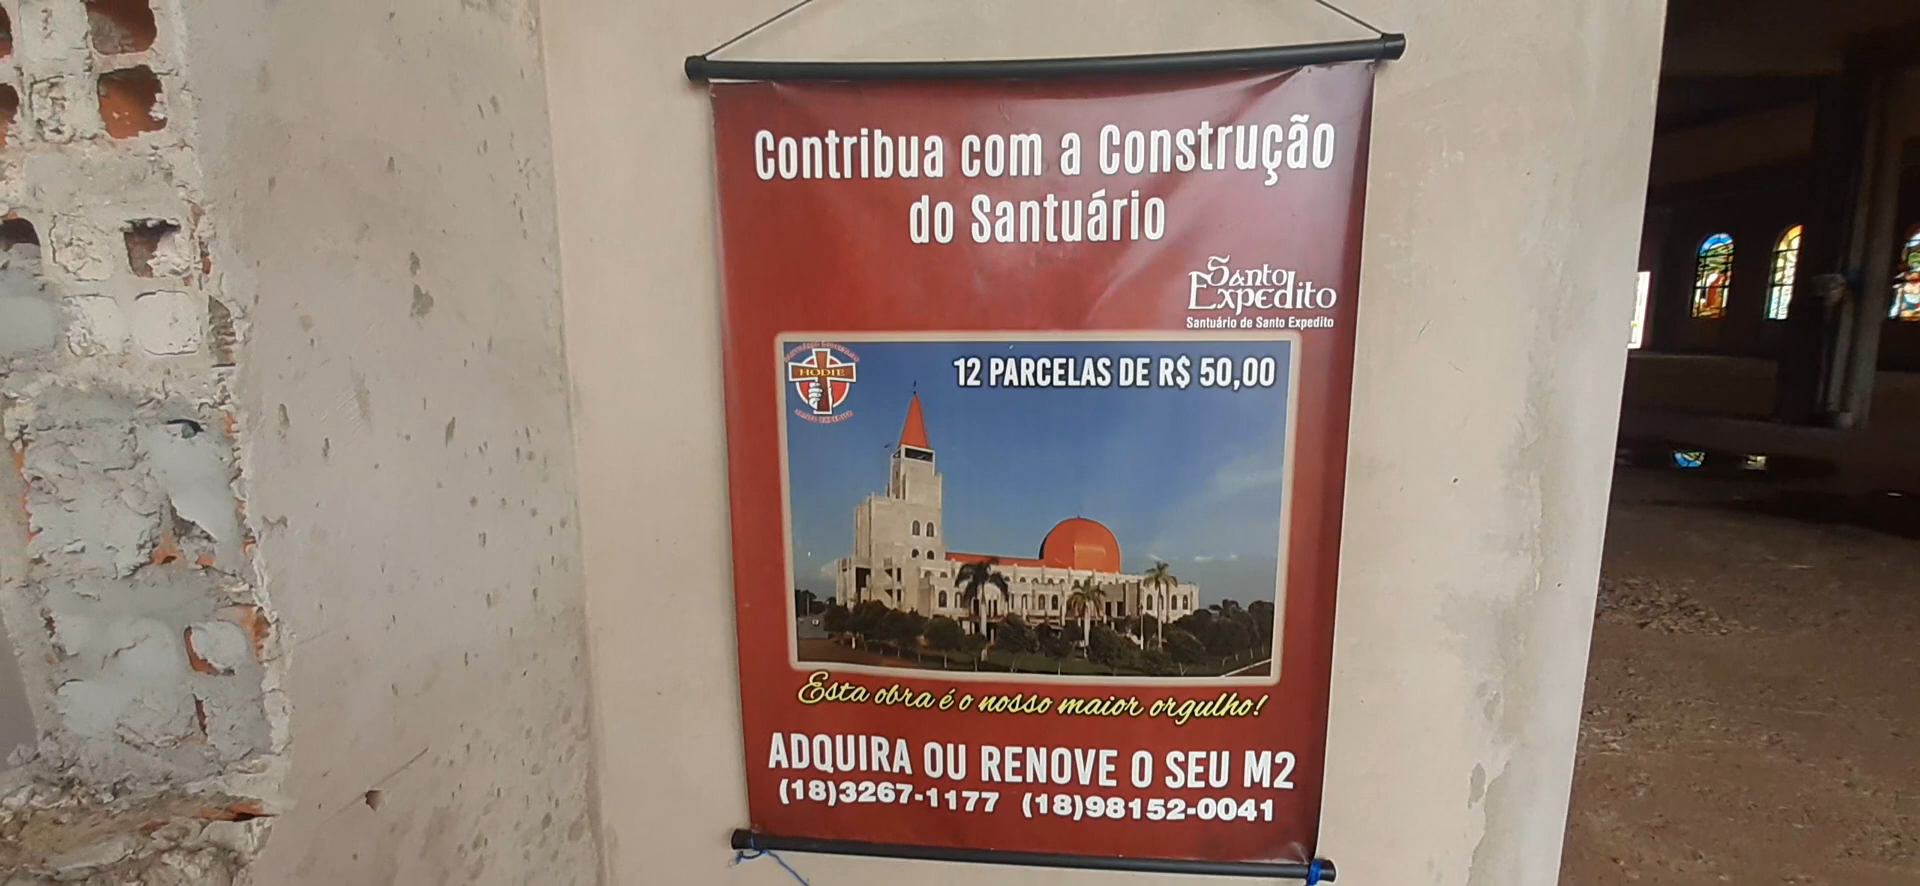 Contribua com a Construção
do Santuário
Santo
Expedito
Santuário de Santo Expedito
HODIE
12 PARCELAS DE R$ 50,00
Esta obra é o nosso maior orgulho!
ADQUIRA OU RENOVE O SEU M2
(18)3267-1177 (18)98152-0041